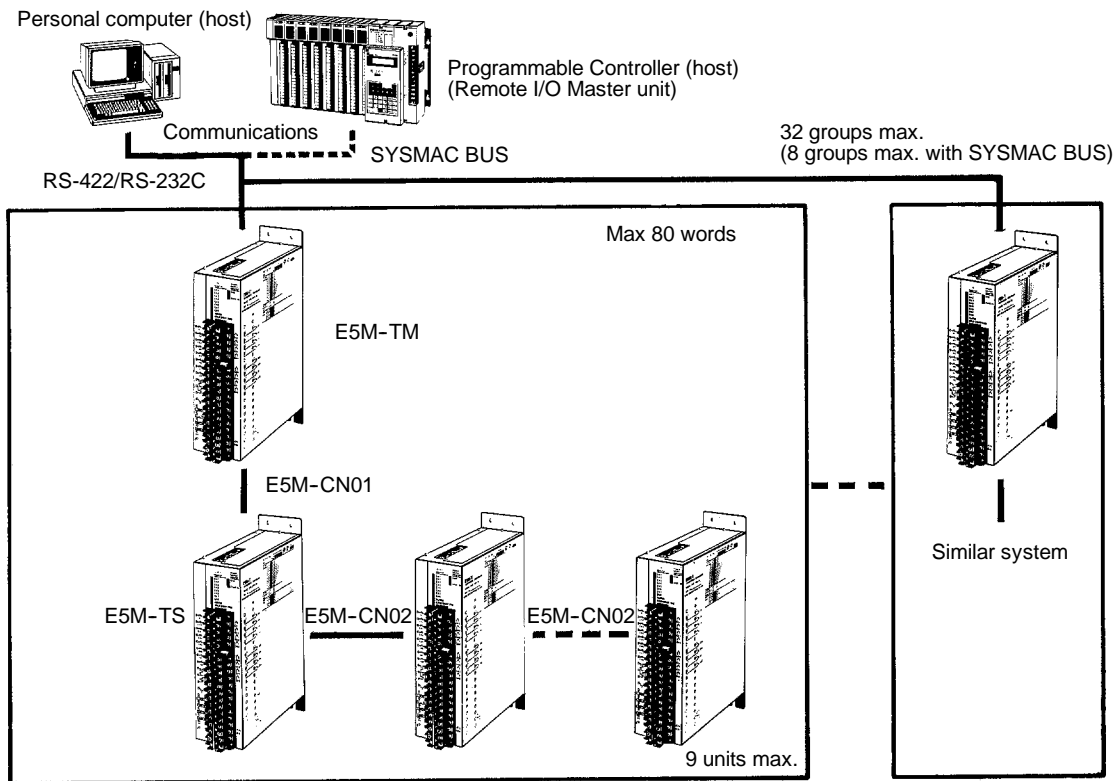 Personal computer (host)
Programmable Controller (host)
(Remote I/O Master unit)
Communications
SYSMAC BUS
32 groups max.
(8 groups max. with SYSMAC BUS)
RS-422/RS-232C
Max 80 words
E5M-TM
E5M-CN01
Similar system
E5M-TS
E5M-CN02
E5M-CN02
9 units max.